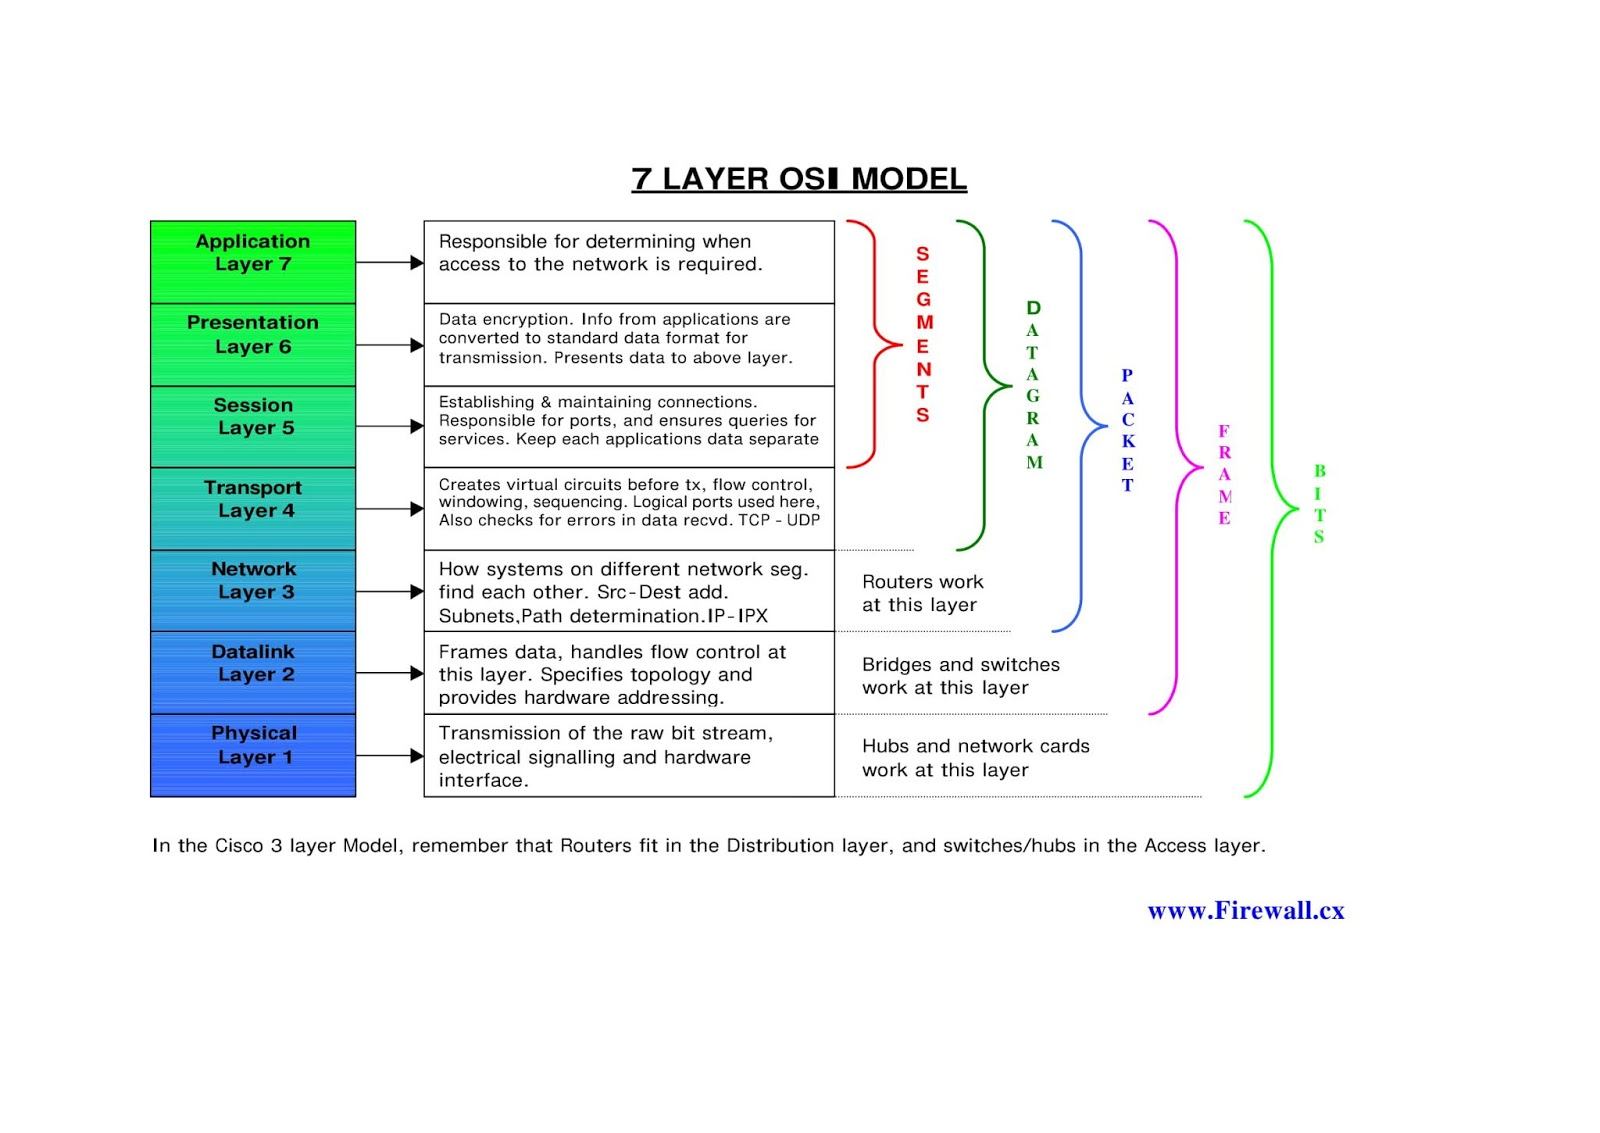 7 LAYER OSI MODEL
Application
Layer 7
Responsible for determining when
access to the network is required.
Presentation
Layer 6
Data encryption. Info from applications are
converted to standard data format for
transmission. Presents data to above layer.
Session
Layer 5
Establishing & maintaining connections.
Responsible for ports, and ensures queries for
services. Keep each applications data separate
Transport
Layer 4
Creates virtual circuits before tx, flow control,
windowing, sequencing. Logical ports used here,
Also checks for errors in data recvd. TCP - UDP
Network
Layer 3
How systems on different network seg.
find each other. Src-Dest add.
Subnets,Path determination.IP-IPX
Routers work
at this layer
Datalink
Layer 2
Frames data, handles flow control at
this layer. Specifies topology and
provides hardware addressing.
Bridges and switches
work at this layer
Physical
Layer 1
Transmission of the raw bit stream,
electrical signalling and hardware
interface.
Hubs and network cards
work at this layer
SEGMENTS
DATAGRAM
PACKET
FRAME
BITS
In the Cisco 3 layer Model, remember that Routers fit in the Distribution layer, and switches/hubs in the Access layer.
www.Firewall.cx